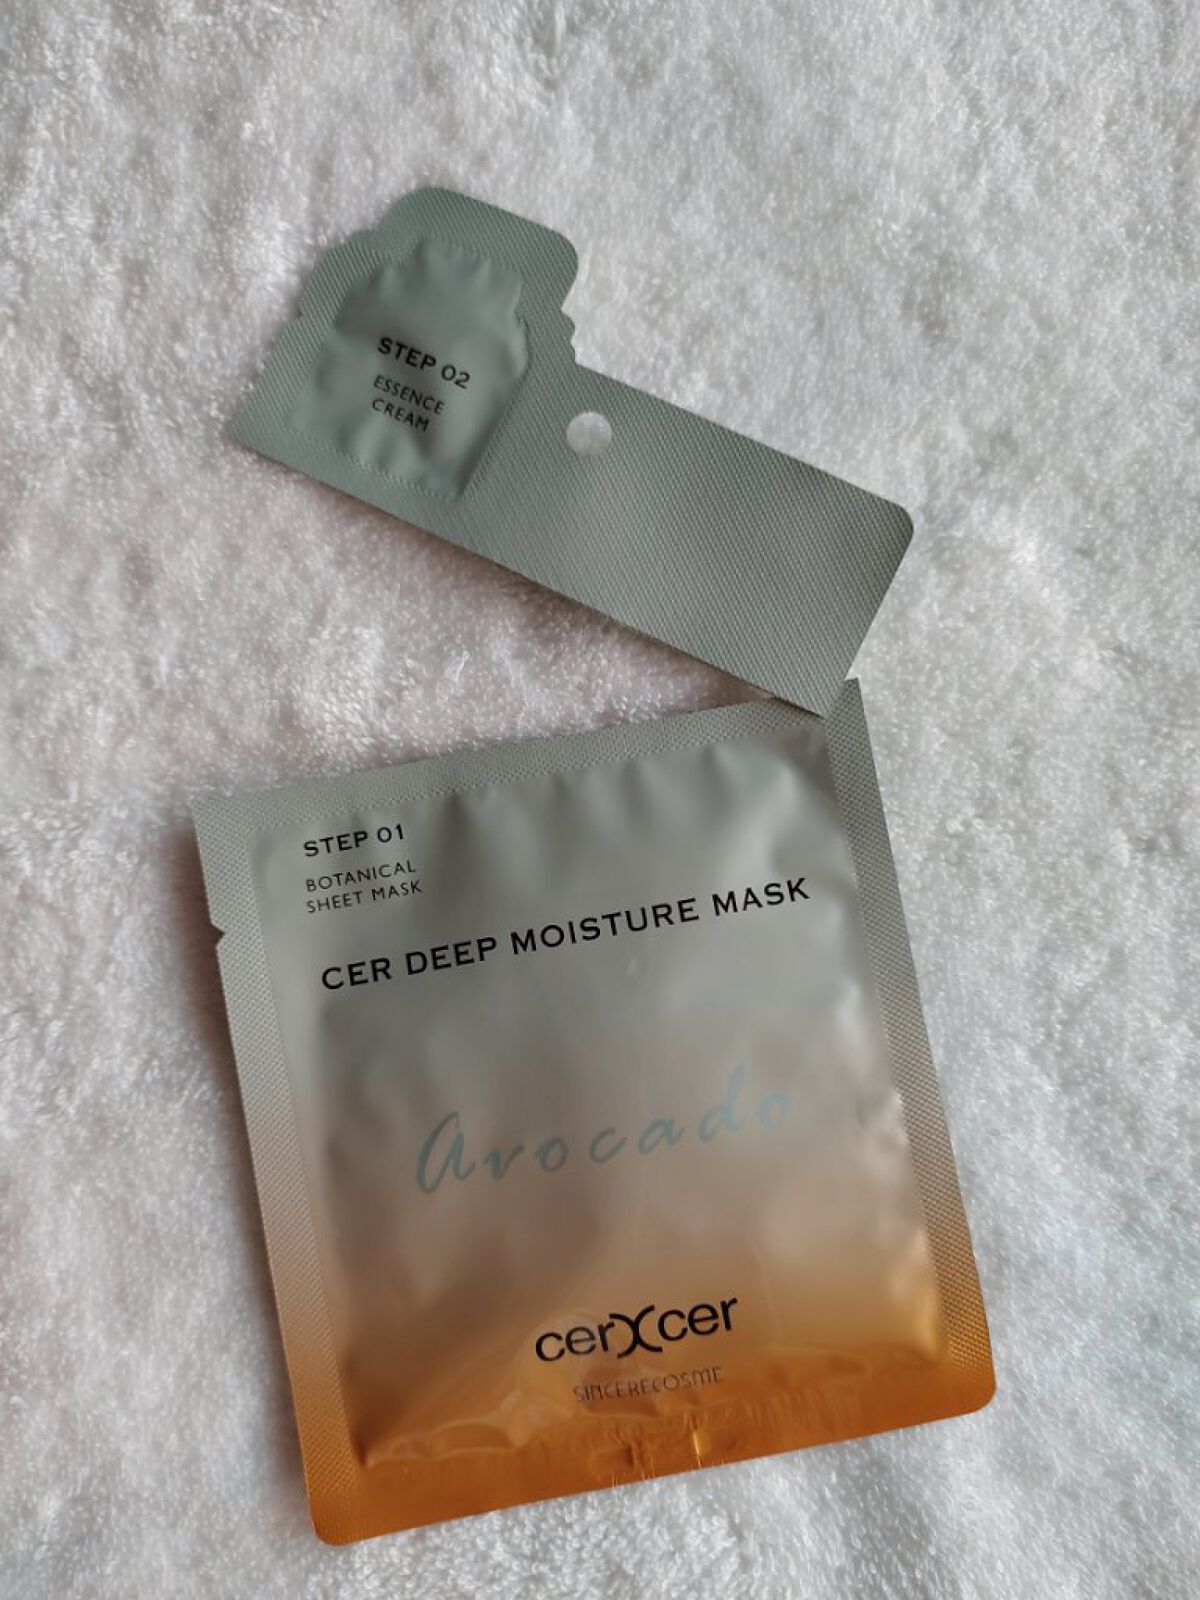 STEP 02
ESSENCE
CREAM
STEP 01
BOTANICAL
SHEET MASK
CER DEEP MOISTURE MASK
Avocado
cerXcer
SINCERECOSME